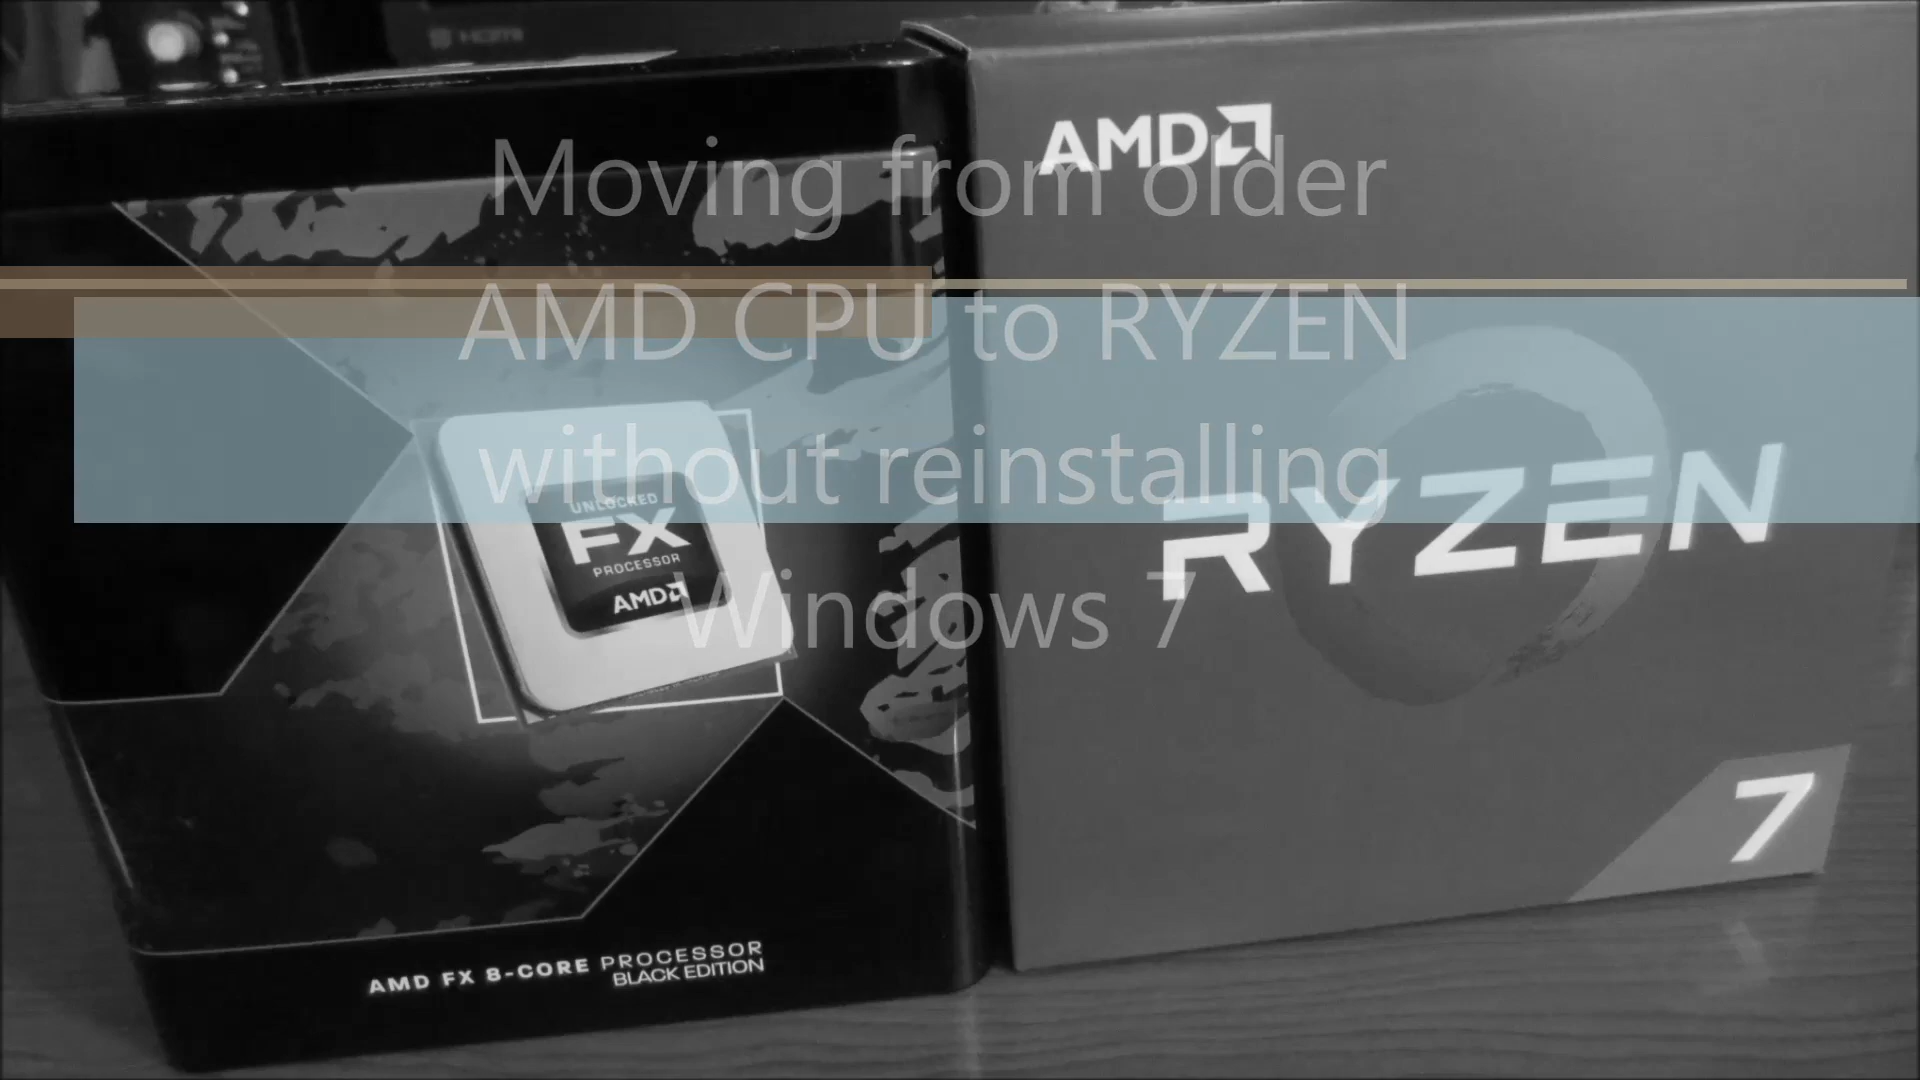 HDMI
Moving from older
AMD CPU to RYZEN
without reinstalling
Windows 7
UNLOCKED
FX
PROCESSOR
AMD
AMD FX 8-CORE PROCESSOR
BLACK EDITION
AMD
RYZEN
7